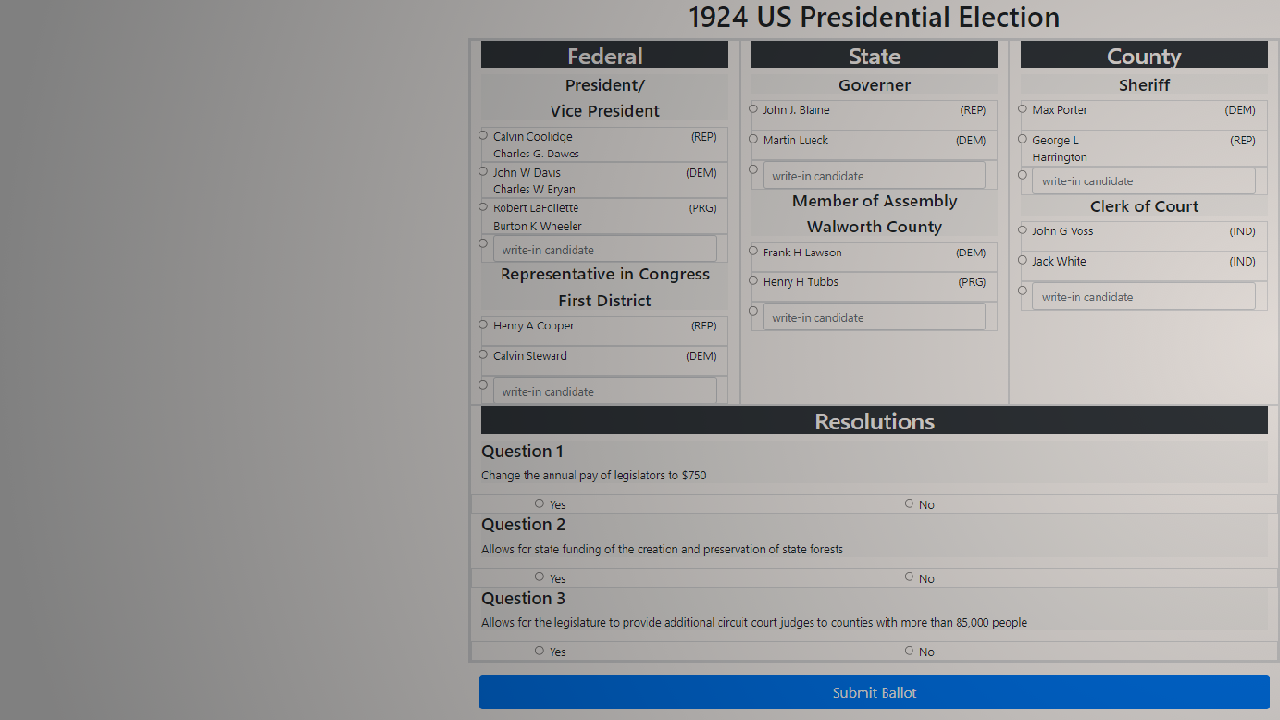 1924 US Presidential Election
Federal
President/
Vice President
Calvin Coolidge (REP)
Charles G. Dawes
John W Davis (DEM)
Charles W Bryan
Robert LaFollette (PRG)
Burton K Wheeler
write-in candidate
Representative in Congress
First District
Henry A Cooper (REP)
Calvin Steward (DEM)
write-in candidate
State
Governer
John J. Blaine (REP)
Martin Lueck (DEM)
write-in candidate
Member of Assembly
Walworth County
Frank H Lawson (DEM)
Henry H Tubbs (PRG)
write-in candidate
County
Sheriff
Max Porter (DEM)
George L (REP)
Harrington
write-in candidate
Clerk of Court
John G Voss (IND)
Jack White (IND)
write-in candidate
Resolutions
Question 1
Change the annual pay of legislators to $750
Yes No
Question 2
Allows for state funding of the creation and preservation of state forests
Yes No
Question 3
Allows for the legislature to provide additional circuit court judges to counties with more than 85,000 people
Yes No
Submit Ballot